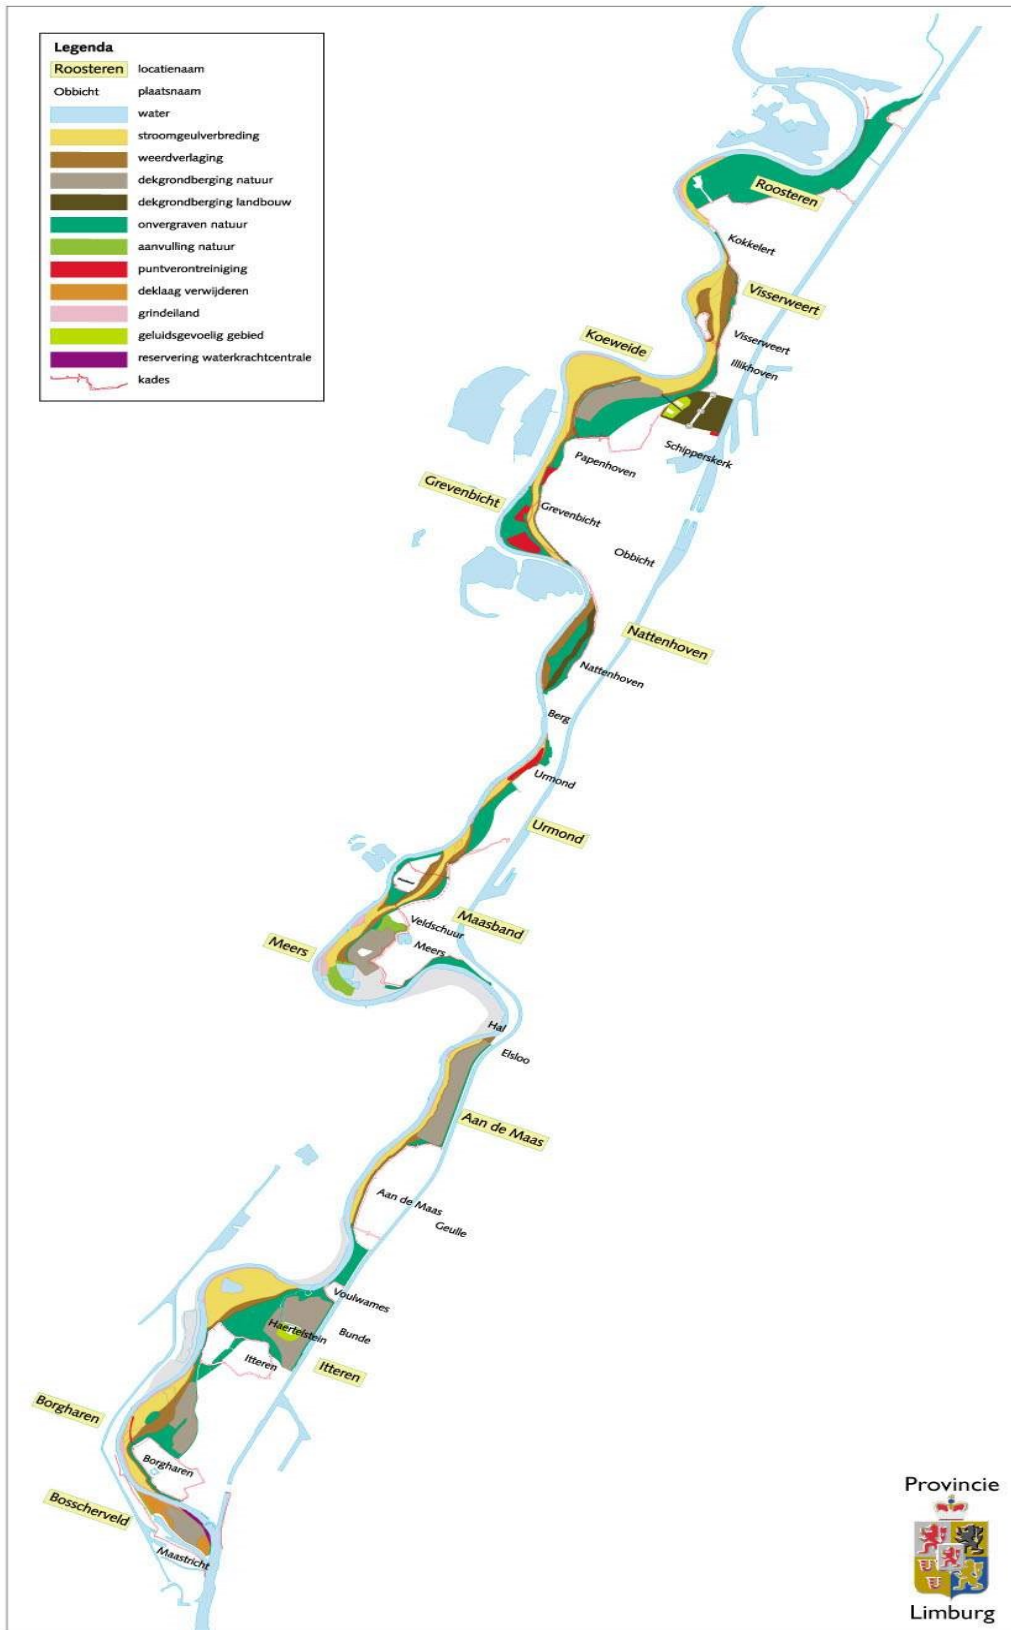 Legenda
Roosteren locatienaam
Obbicht plaatsnaam
water
stroomgeulverbreding
weerdverlaging
dekgrondberging natuur
dekgrondberging landbouw
onvergraven natuur
aanvulling natuur
puntverontreiniging
deklaag verwijderen
grindeiland
geluidsgevoelig gebied
reservering waterkrachtcentrale
kades
Roosteren
Kokkelert
Visserweert
Koeweide
Visserweert
Illikhoven
Schipperskerk
Papenhoven
Grevenbicht
Grevenbicht
Obbicht
Nattenhoven
Nattenhoven
Berg
Urmond
Urmond
Maasband
Veldschuur
Meers
Meers
Hal
Elsloo
Aan de Maas
Aan de Maas
Geulle
Voulwames
Haertelstein
Bunde
Itteren
Itteren
Borgharen
Borgharen
Bosscherveld
Maastricht
Provincie
Limburg